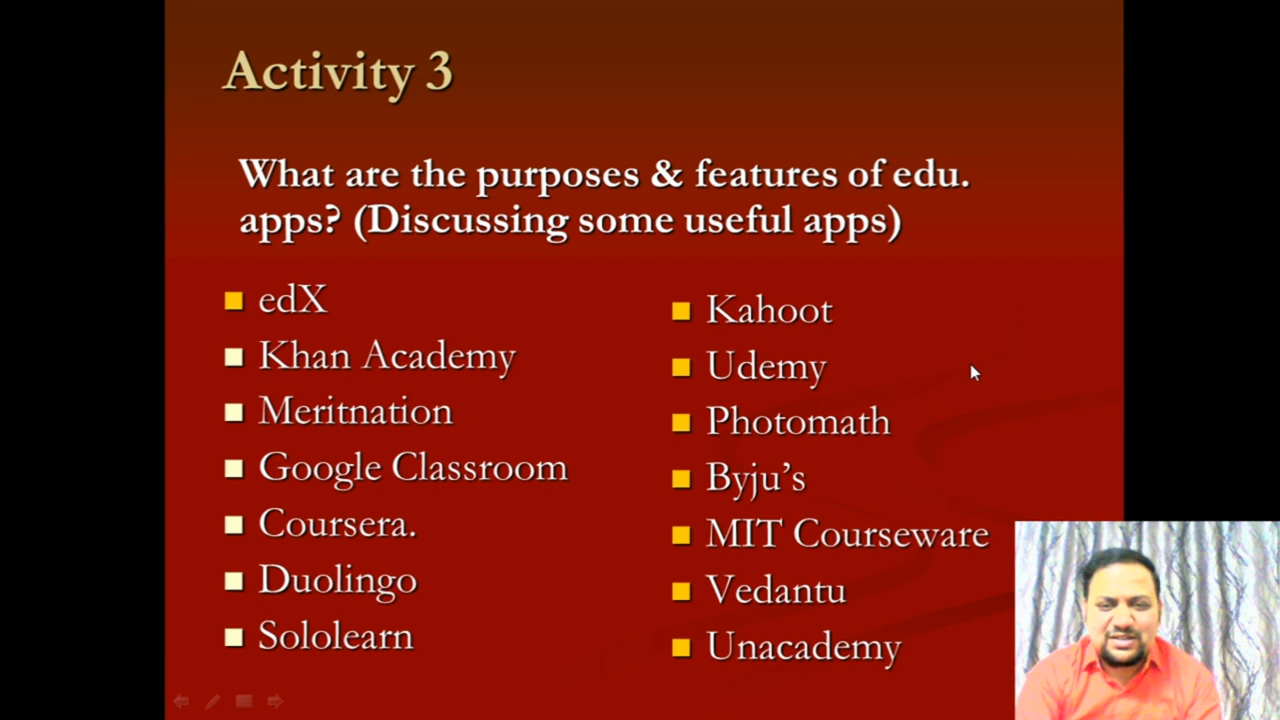 Activity 3
What are the purposes & features of edu.
apps? (Discussing some useful apps)
edX
Khan Academy
Meritnation
Google Classroom
Coursera.
Duolingo
Sololearn
Kahoot
Udemy
Photomath
Byju's
MIT Courseware
Vedantu
Unacademy